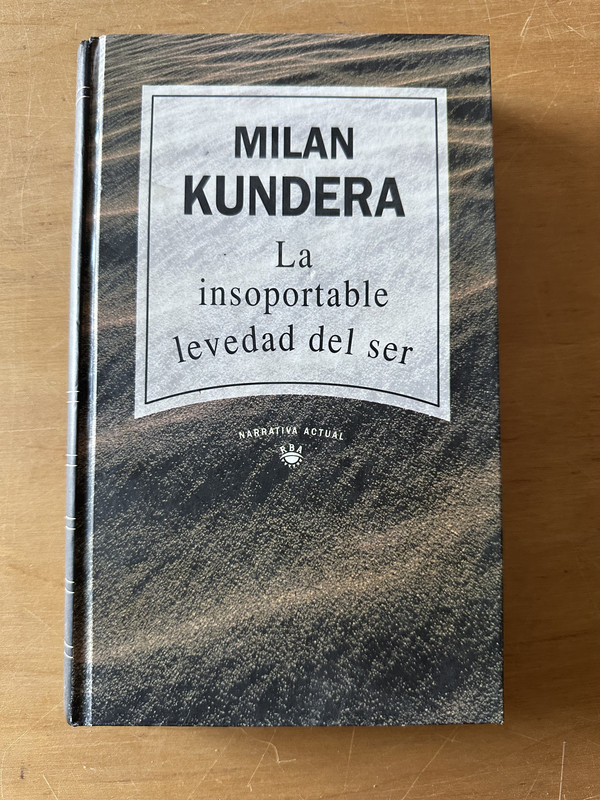 MILAN
KUNDERA
La
insoportable
levedad del ser
NARRATIVA ACTUAL
RBA